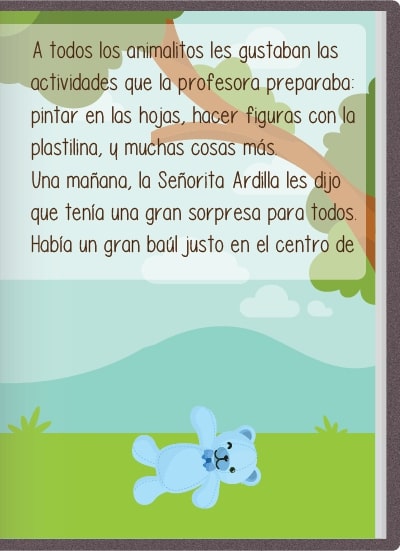 A todos los animalitos les gustaban las
actividades que la profesora preparaba:
pintar en las hojas, hacer figuras con la
plastilina, y muchas cosas más.
Una mañana, la Señorita Ardilla les dijo
que tenía una gran sorpresa para todos.
Había un gran baúl justo en el centro de